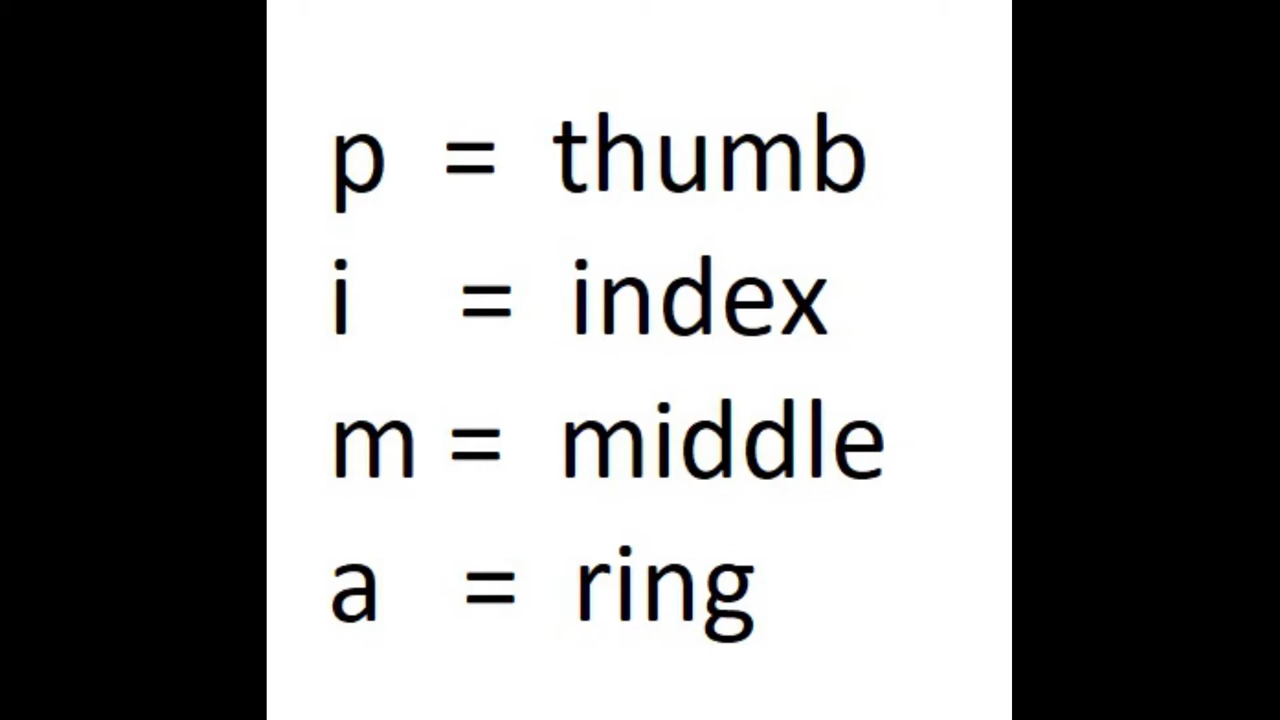 p = thumb
i = index
m = middle
a = ring